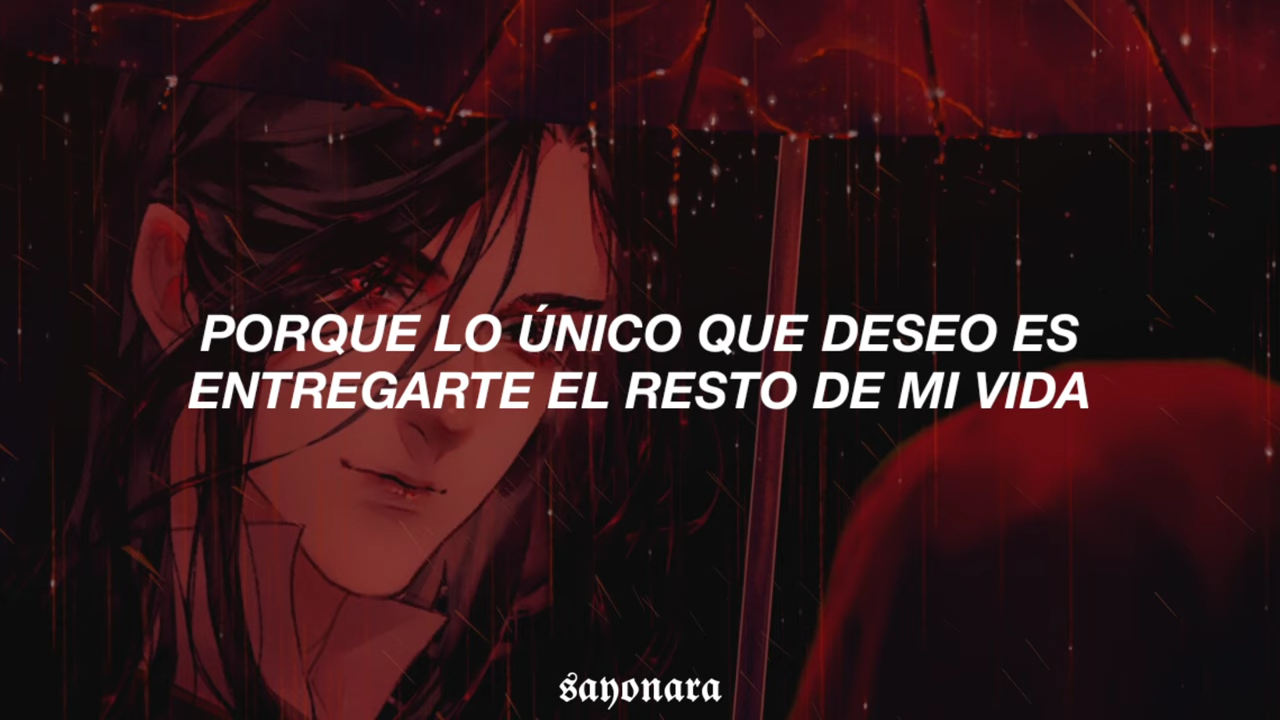 PORQUE LO ÚNICO QUE DESEO ES
ENTREGARTE EL RESTO DE MI VIDA
sayonara